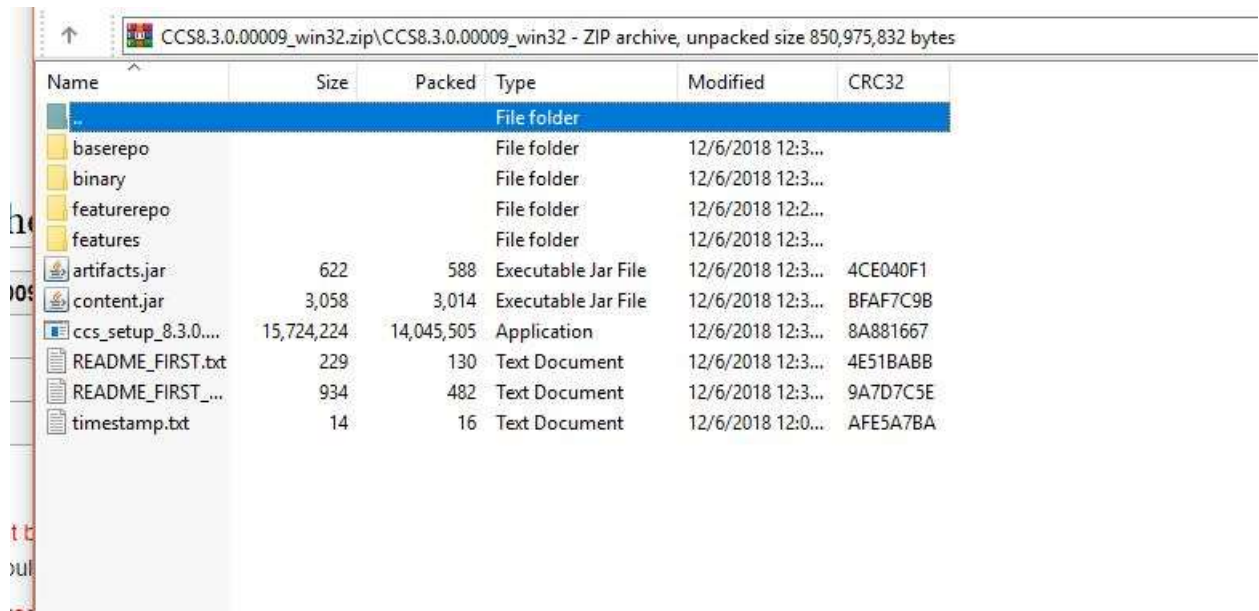 CCS8.3.0.00009_win32.zip\CCS8.3.0.00009_win32 - ZIP archive, unpacked size 850,975,832 bytes
Name Size Packed Type Modified CRC32
.. File folder
baserepo File folder 12/6/2018 12:3...
binary File folder 12/6/2018 12:3...
featurerepo File folder 12/6/2018 12:2...
features File folder 12/6/2018 12:3...
artifacts.jar 622 588 Executable Jar File 12/6/2018 12:3... 4CE040F1
content.jar 3,058 3,014 Executable Jar File 12/6/2018 12:3... BFAF7C9B
ccs_setup_8.3.0.... 15,724,224 14,045,505 Application 12/6/2018 12:3... 8A881667
README_FIRST.txt 229 130 Text Document 12/6/2018 12:3... 4E51BABB
README_FIRST_... 934 482 Text Document 12/6/2018 12:3... 9A7D7C5E
timestamp.txt 14 16 Text Document 12/6/2018 12:0... AFE5A7BA